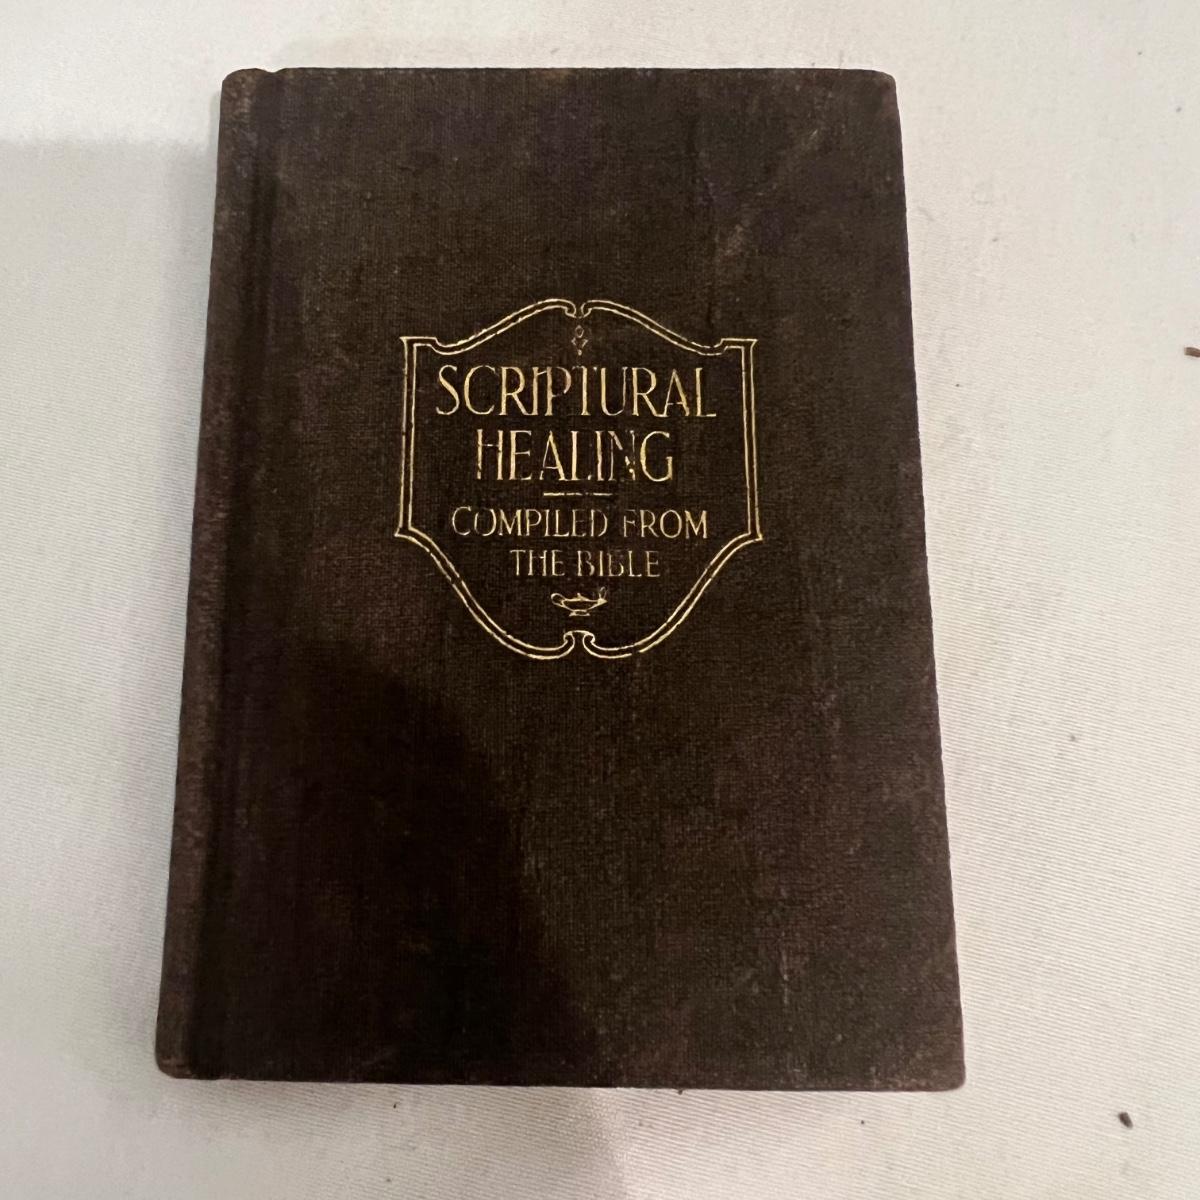 SCRIPTURAL
HEALING
COMPILED FROM
THE BIBLE